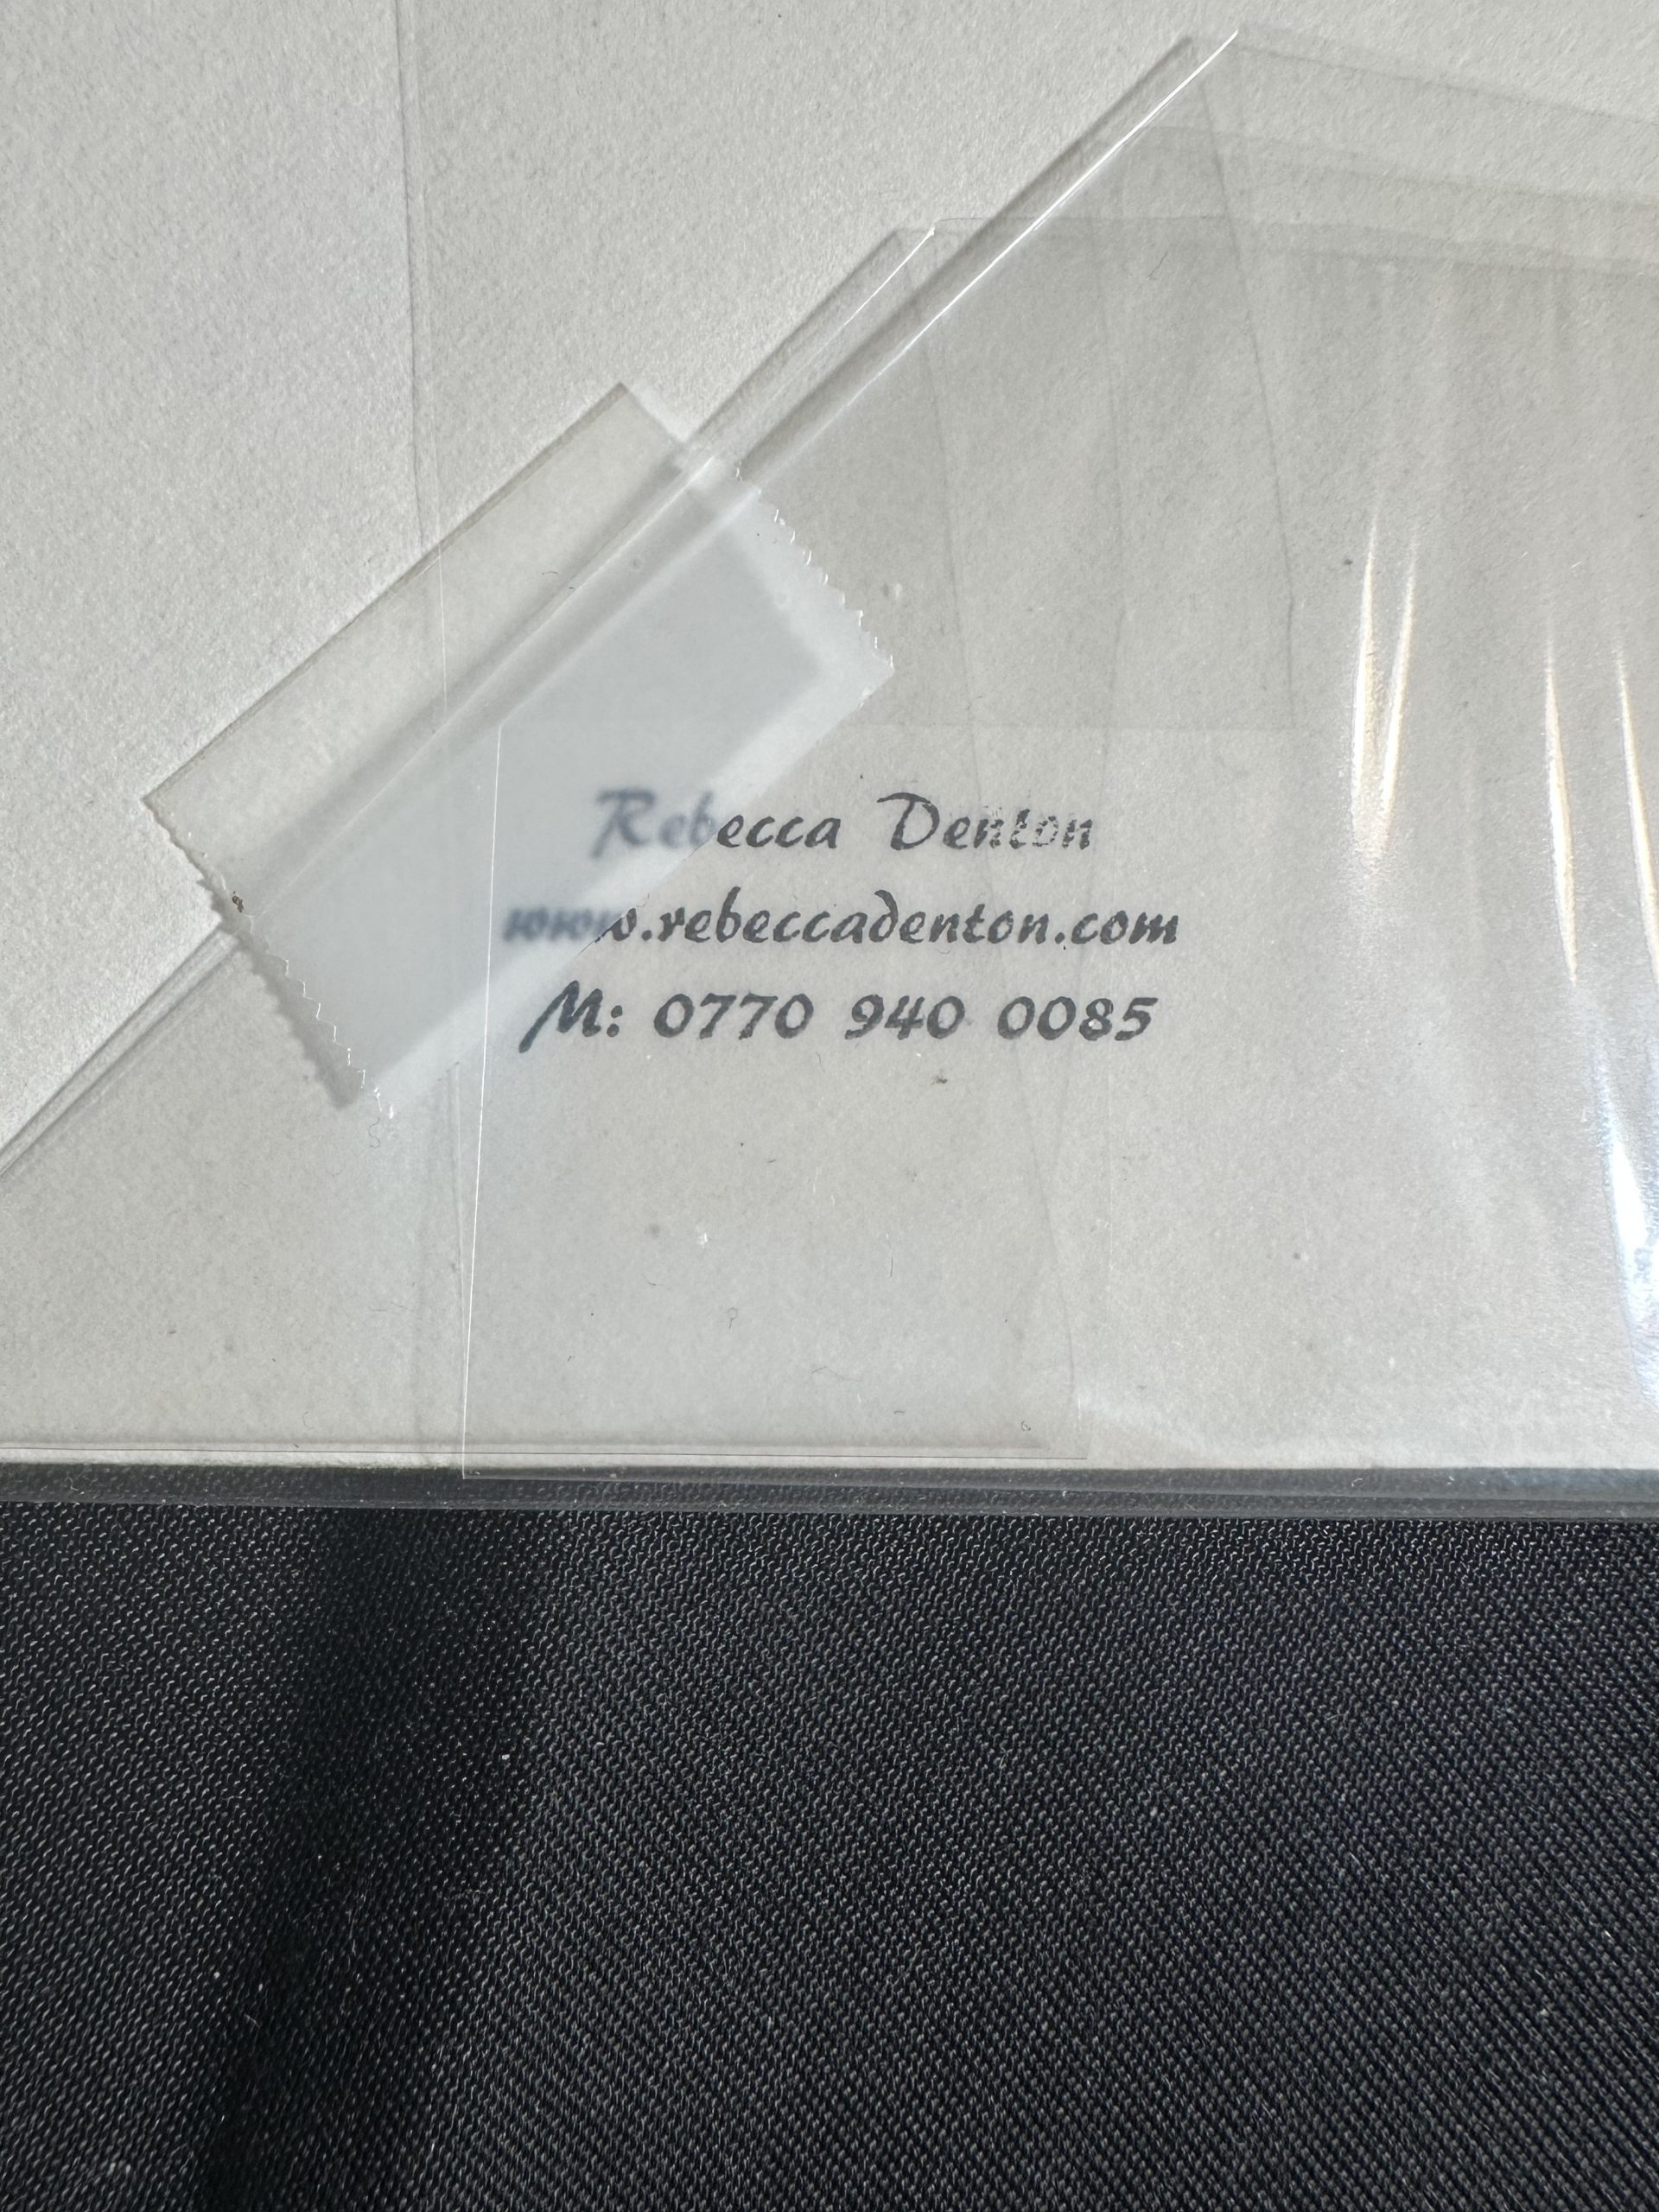 Rebecca Denton
www.rebeccadenton.com
M: 0770 940 0085